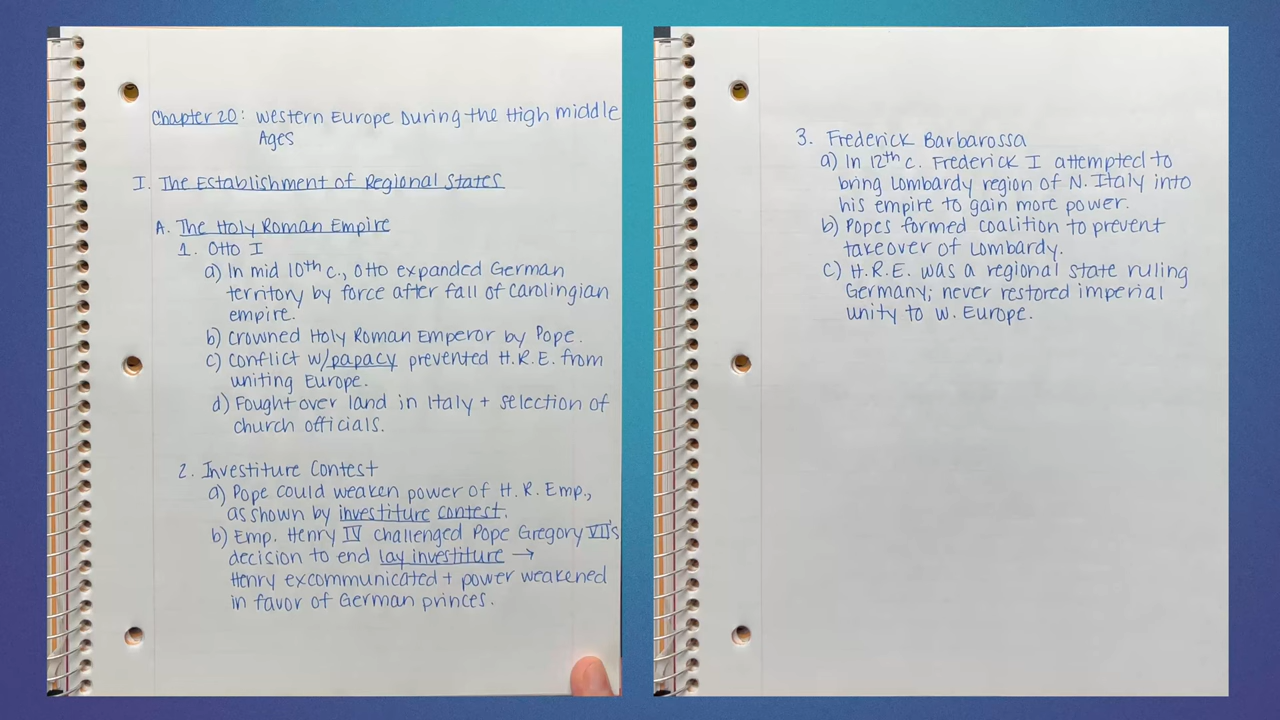 Chapter 20: Western Europe During the High Middle
Ages
I. The Establishment of Regional States
A. The Holy Roman Empire
1. Otto I
a) In mid 10th c., Otto expanded German
territory by force after fall of Carolingian
empire.
b) Crowned Holy Roman Emperor by Pope.
c) Conflict w/papacy prevented H.R.E. from
uniting Europe.
d) Fought over land in Italy + selection of
church officials.
2. Investiture Contest
a) Pope could weaken power of H.R. Emp.,
as shown by investiture contest.
b) Emp. Henry IV challenged Pope Gregory VII's
decision to end lay investiture →
Henry excommunicated + power weakened
in favor of German princes.
3. Frederick Barbarossa
a) In 12th c. Frederick I attempted to
bring Lombardy region of N. Italy into
his empire to gain more power.
b) Popes formed coalition to prevent
takeover of Lombardy.
c) H.R.E. was a regional state ruling
Germany; never restored imperial
unity to W. Europe.